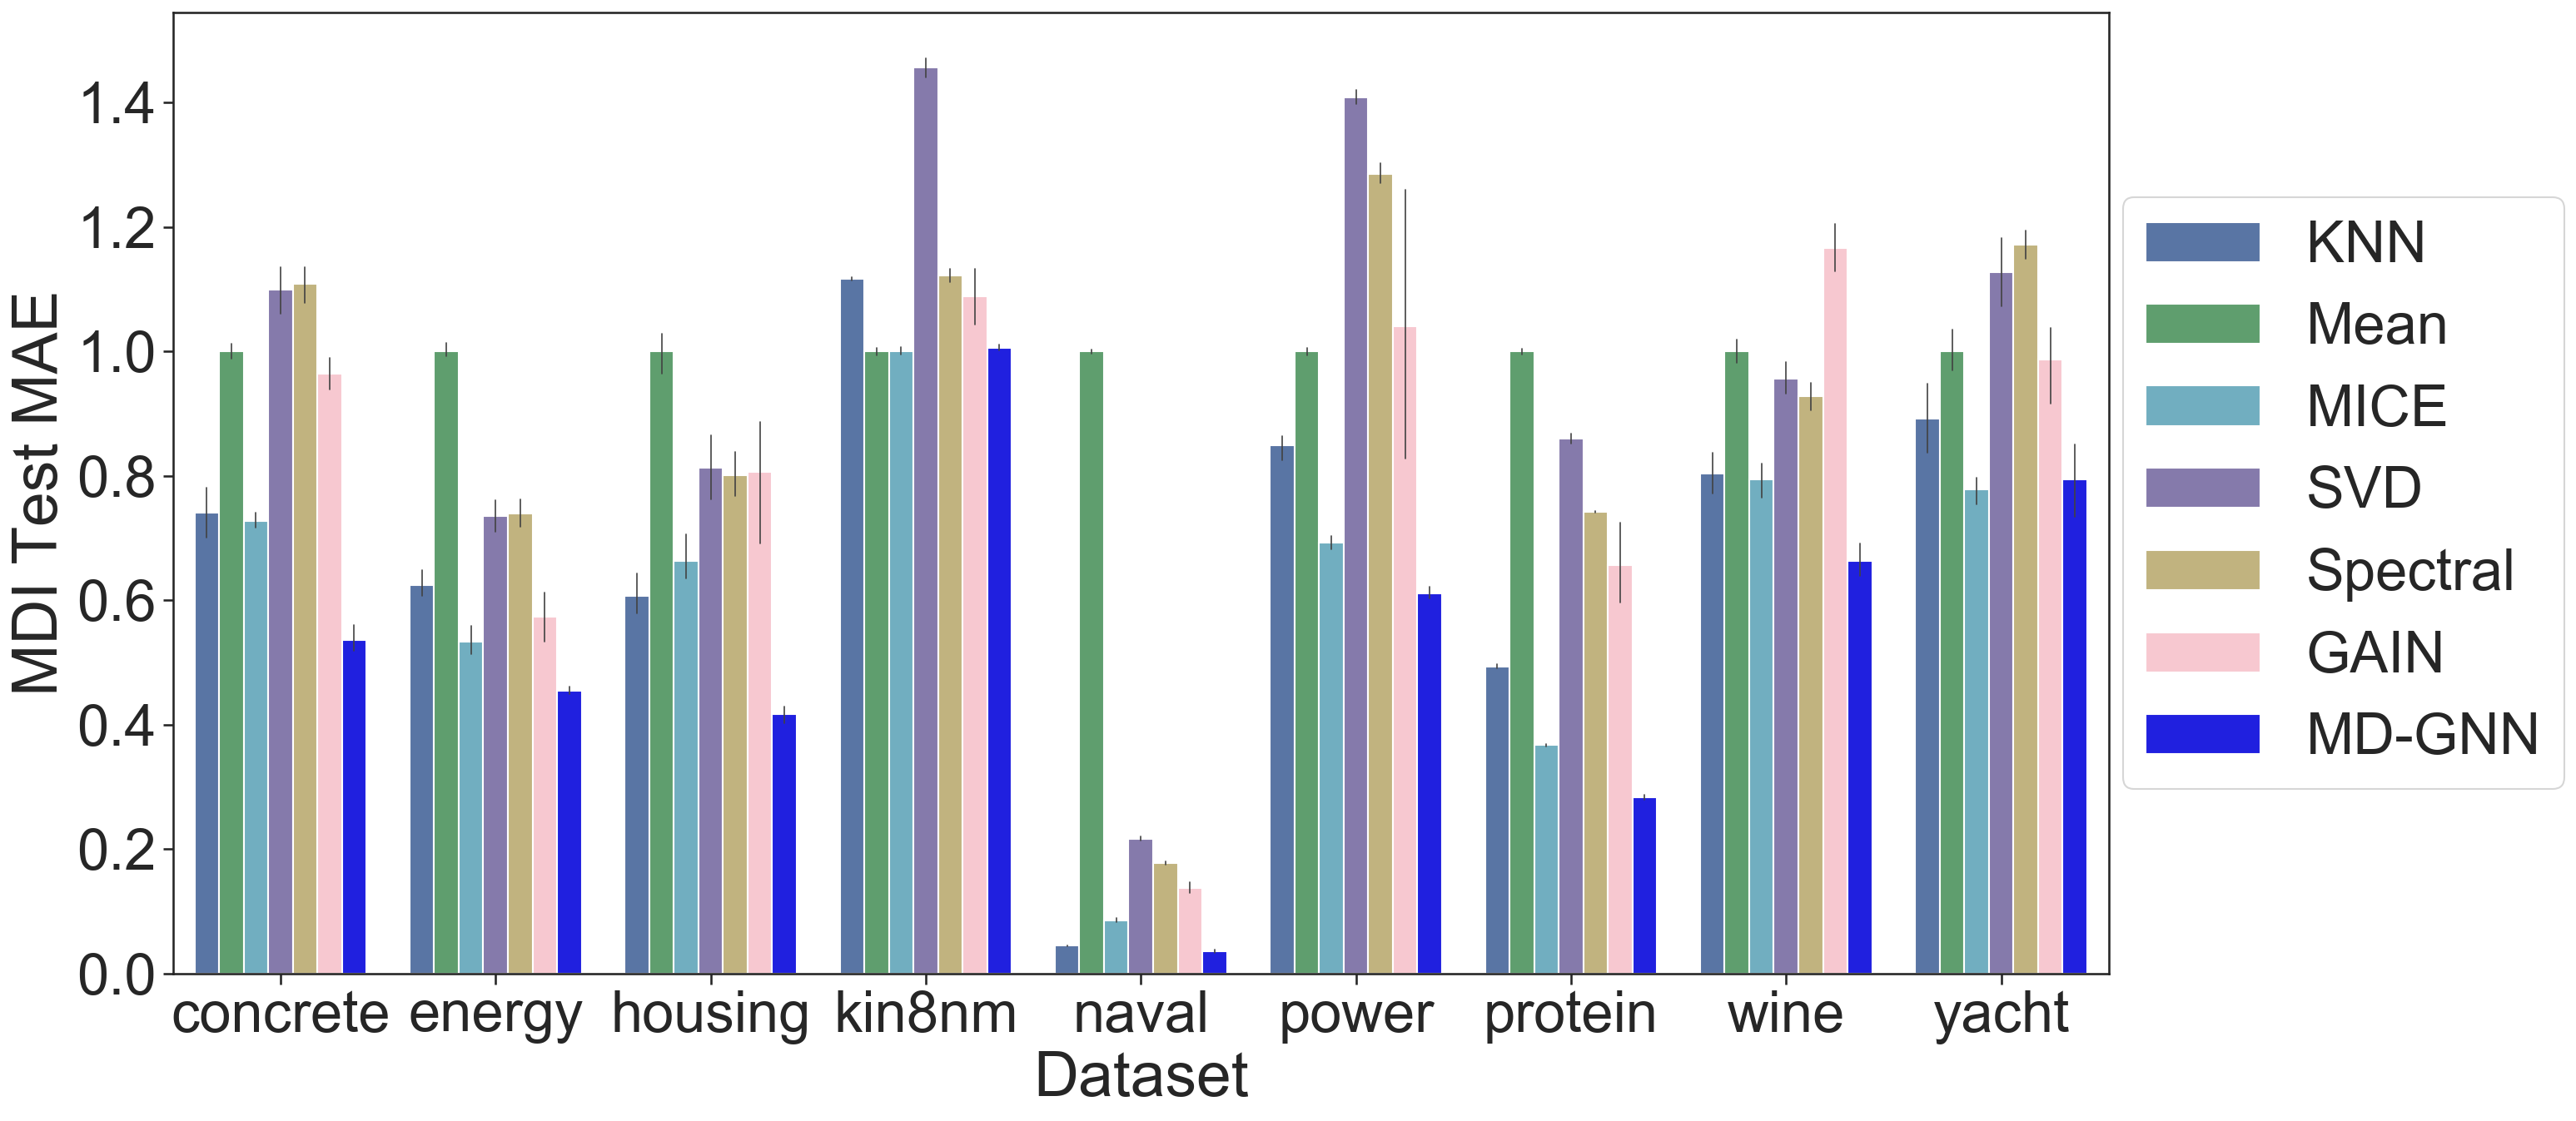 MDI Test MAE
1.4
1.2
1.0
0.8
0.6
0.4
0.2
0.0
concrete energy housing kin8nm naval power protein wine yacht
Dataset
KNN
Mean
MICE
SVD
Spectral
GAIN
MD-GNN